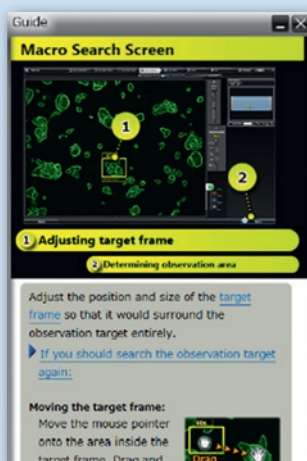 Guide
Macro Search Screen
1
2
1 Adjusting target frame
2 Determining observation area
Adjust the position and size of the target
frame so that it would surround the
observation target entirely.
If you should search the observation target
again:
Moving the target frame:
Move the mouse pointer
onto the area inside the
target frame. Drag and
Drag